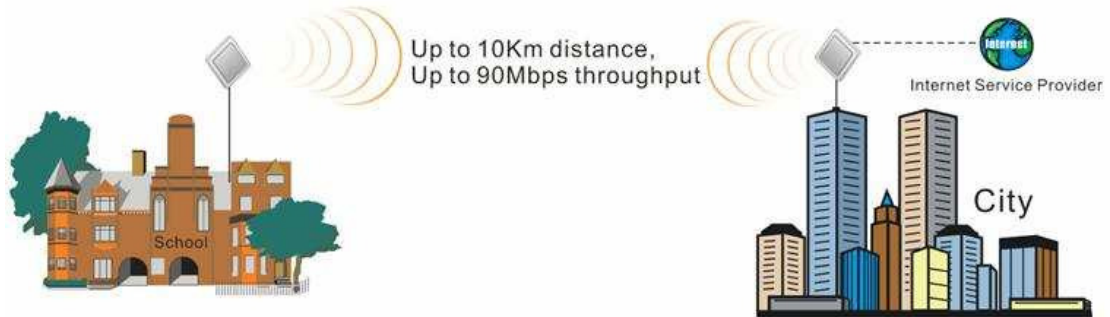 Up to 10Km distance,
Up to 90Mbps throughput
Internet
Internet Service Provider
City
School